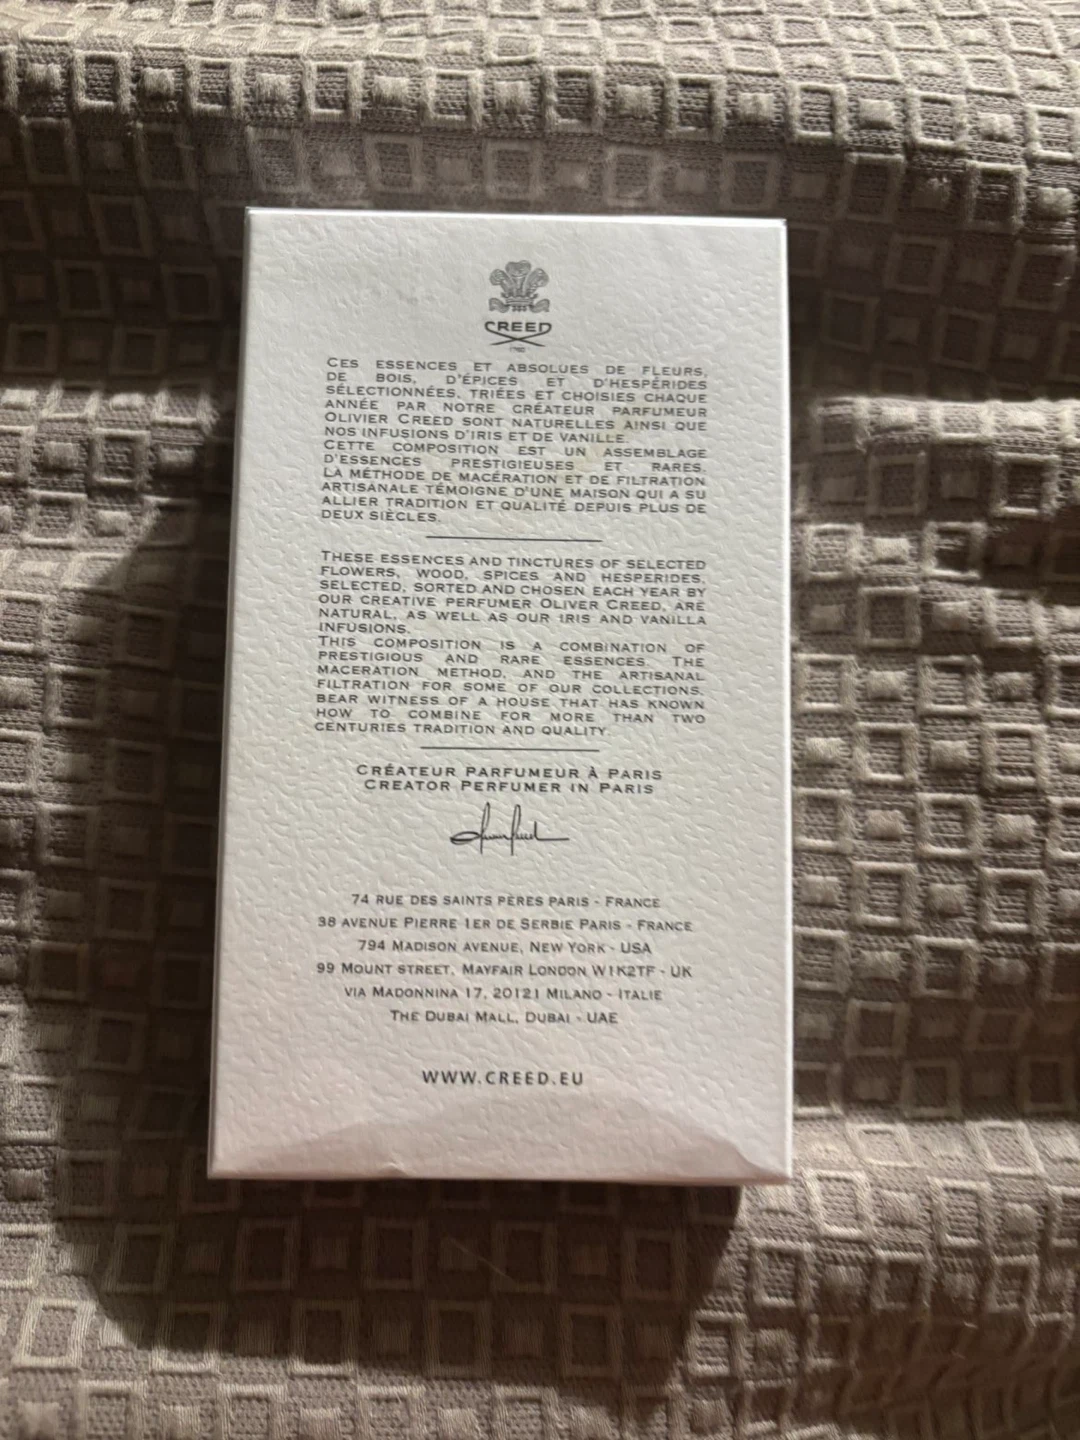 CREED
1760
CES ESSENCES ET ABSOLUES DE FLEURS,
DE BOIS, D'ÉPICES ET D'HESPÉRIDES
SÉLECTIONNÉES, TRIÉES ET CHOISIES CHAQUE
ANNÉE PAR NOTRE CRÉATEUR PARFUMEUR
OLIVIER CREED SONT NATURELLES AINSI QUE
NOS INFUSIONS D'IRIS ET DE VANILLE.
CETTE COMPOSITION EST UN ASSEMBLAGE
D'ESSENCES PRESTIGIEUSES ET RARES.
LA MÉTHODE DE MACÉRATION ET DE FILTRATION
ARTISANALE TÉMOIGNE D'UNE MAISON QUI A SU
ALLIER TRADITION ET QUALITÉ DEPUIS PLUS DE
DEUX SIÈCLES.
THESE ESSENCES AND TINCTURES OF SELECTED
FLOWERS, WOOD, SPICES AND HESPERIDES,
SELECTED, SORTED AND CHOSEN EACH YEAR BY
OUR CREATIVE PERFUMER OLIVER CREED, ARE
NATURAL, AS WELL AS OUR IRIS AND VANILLA
INFUSIONS.
THIS COMPOSITION IS A COMBINATION OF
PRESTIGIOUS AND RARE ESSENCES. THE
MACERATION METHOD, AND THE ARTISANAL
FILTRATION FOR SOME OF OUR COLLECTIONS,
BEAR WITNESS OF A HOUSE THAT HAS KNOWN
HOW TO COMBINE FOR MORE THAN TWO
CENTURIES TRADITION AND QUALITY.
CRÉATEUR PARFUMEUR À PARIS
CREATOR PERFUMER IN PARIS
74 RUE DES SAINTS PÈRES PARIS - FRANCE
38 AVENUE PIERRE 1ER DE SERBIE PARIS - FRANCE
794 MADISON AVENUE, NEW YORK - USA
99 MOUNT STREET, MAYFAIR LONDON W1K2TF - UK
VIA MADONNINA 17, 20121 MILANO - ITALIE
THE DUBAI MALL, DUBAI - UAE
WWW.CREED.EU